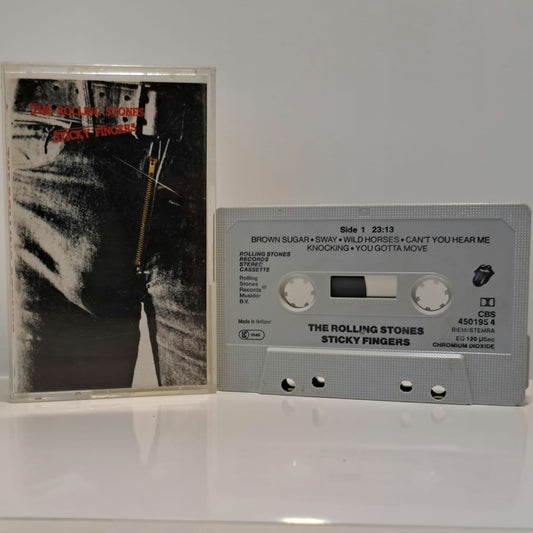 THE ROLLING STONES
STICKY FINGERS
Side 1 23:13
BROWN SUGAR • SWAY • WILD HORSES • CAN'T YOU HEAR ME
KNOCKING • YOU GOTTA MOVE
ROLLING STONES
RECORDS
STEREO
CASSETTE
Rolling
Stones
Records
Musidor
B.V.
Made in Holland
CBS
450195 4
BIEM/STEMRA
EQ 120 µSec
CHROMIUM DIOXIDE
THE ROLLING STONES
STICKY FINGERS